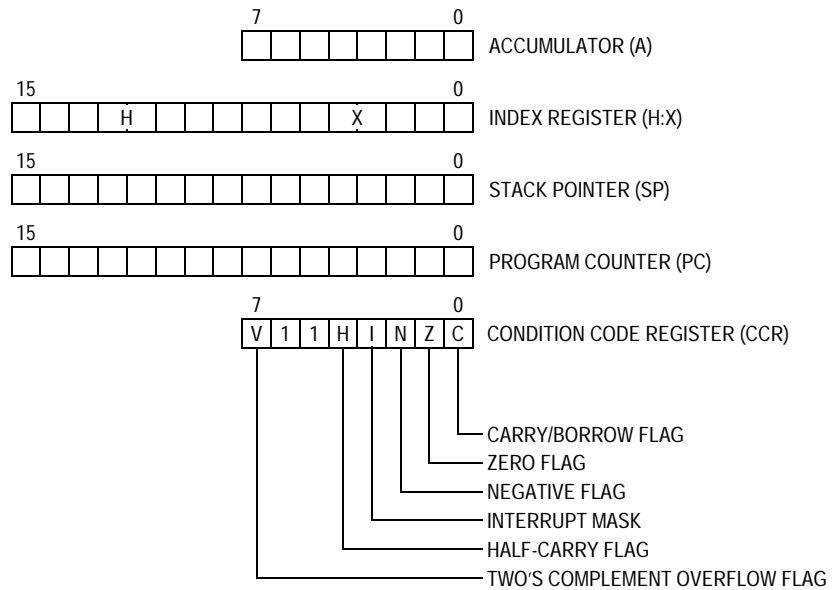 7 0
ACCUMULATOR (A)
15 0
H X INDEX REGISTER (H:X)
15 0
STACK POINTER (SP)
15 0
PROGRAM COUNTER (PC)
7 0
V 1 1 H I N Z C CONDITION CODE REGISTER (CCR)
CARRY/BORROW FLAG
ZERO FLAG
NEGATIVE FLAG
INTERRUPT MASK
HALF-CARRY FLAG
TWO'S COMPLEMENT OVERFLOW FLAG